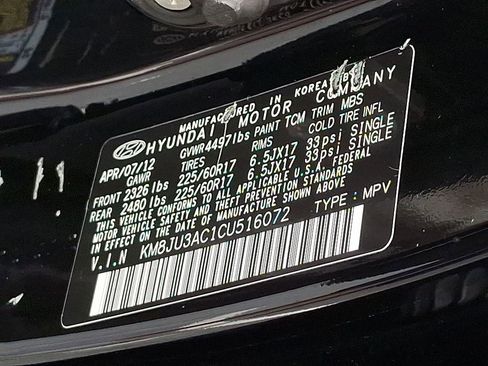 MANUFACTURED IN KOREA BY
HYUNDAI MOTOR COMPANY
APR/07/12 GVWR4497lbs PAINT TCM TRIM MBS
GAWR TIRES RIMS COLD TIRE INFL
FRONT 2326 lbs 225/60R17 6.5JX17 33psi SINGLE
REAR 2480 lbs 225/60R17 6.5JX17 33psi SINGLE
THIS VEHICLE CONFORMS TO ALL APPLICABLE U.S.A. FEDERAL
MOTOR VEHICLE SAFETY AND THEFT PREVENTION STANDARDS
IN EFFECT ON THE DATE OF MANUFACTURE SHOWN ABOVE.
V.I.N KM8JU3AC1CU516072 TYPE : MPV